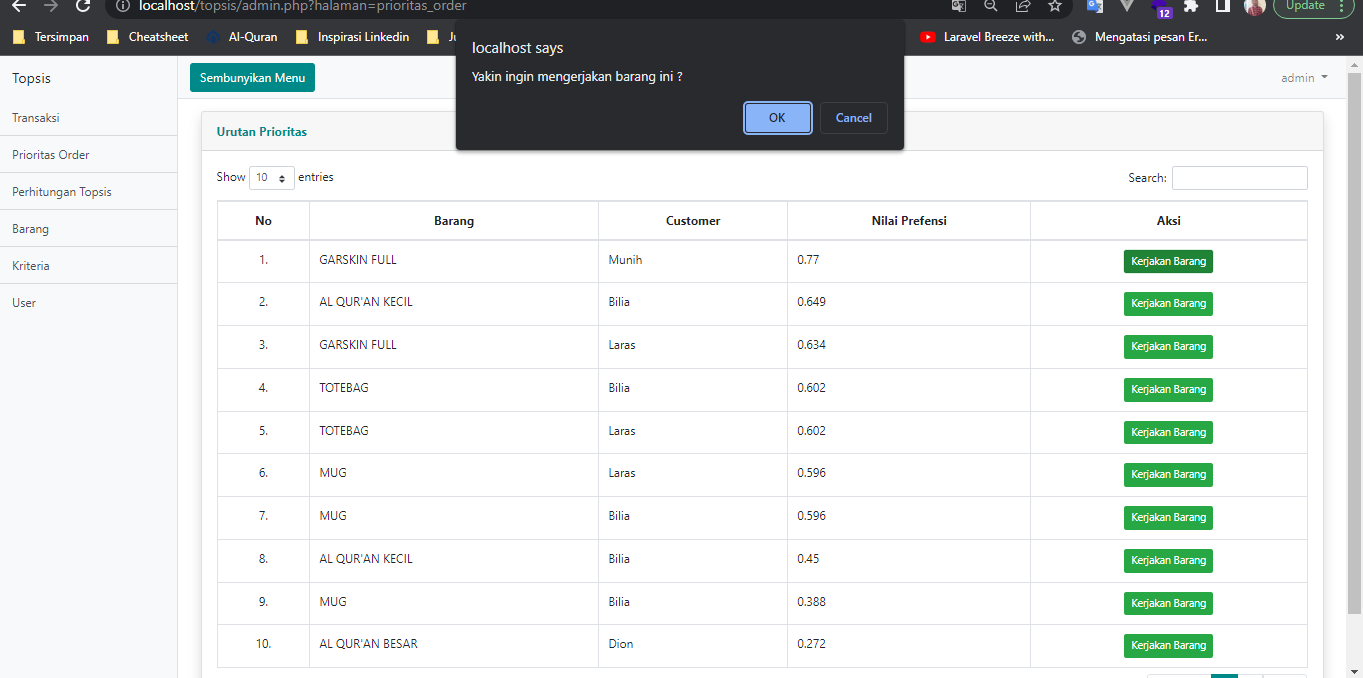 localhost/topsis/admin.php?halaman=prioritas_order
Update
12
Tersimpan Cheatsheet Al-Quran Inspirasi Linkedin Laravel Breeze with... Mengatasi pesan Er... »
localhost says
Yakin ingin mengerjakan barang ini ?
OK Cancel
Topsis
Sembunyikan Menu
admin
Transaksi
Prioritas Order
Perhitungan Topsis
Barang
Kriteria
User
Urutan Prioritas
Show 10 entries
Search:
No Barang Customer Nilai Prefensi Aksi
1. GARSKIN FULL Munih 0.77 Kerjakan Barang
2. AL QUR'AN KECIL Bilia 0.649 Kerjakan Barang
3. GARSKIN FULL Laras 0.634 Kerjakan Barang
4. TOTEBAG Bilia 0.602 Kerjakan Barang
5. TOTEBAG Laras 0.602 Kerjakan Barang
6. MUG Laras 0.596 Kerjakan Barang
7. MUG Bilia 0.596 Kerjakan Barang
8. AL QUR'AN KECIL Bilia 0.45 Kerjakan Barang
9. MUG Bilia 0.388 Kerjakan Barang
10. AL QUR'AN BESAR Dion 0.272 Kerjakan Barang